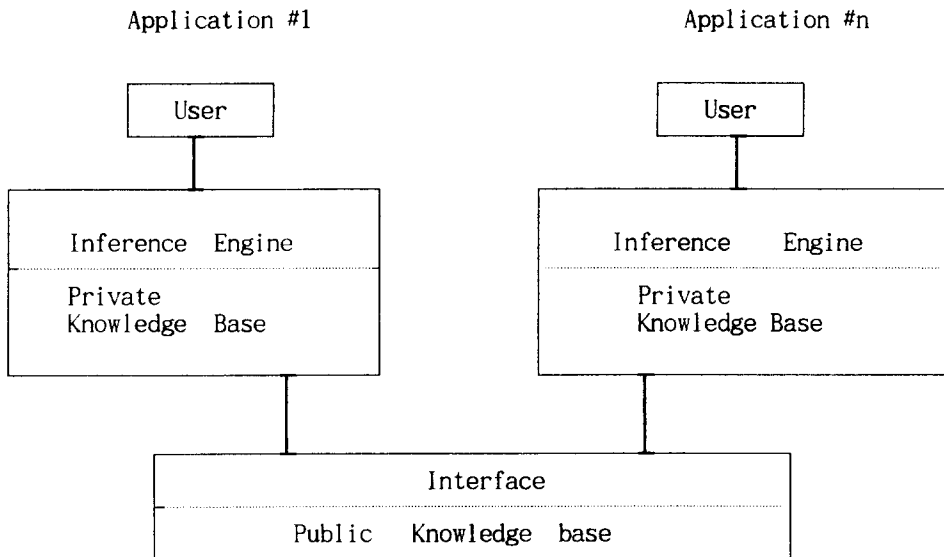 Application #1
Application #n
User
User
Inference Engine
Inference Engine
Private
Knowledge Base
Private
Knowledge Base
Interface
Public Knowledge base